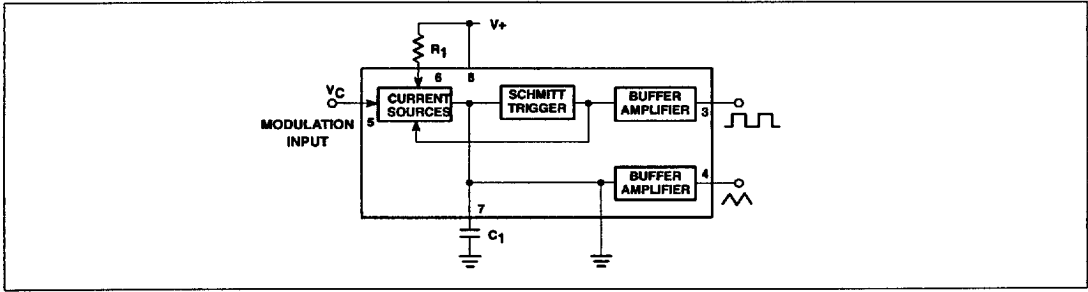 V+
R1
6 8
VC
CURRENT
SOURCES
5
MODULATION
INPUT
SCHMITT
TRIGGER
BUFFER
AMPLIFIER
3
BUFFER
AMPLIFIER
4
7
C1